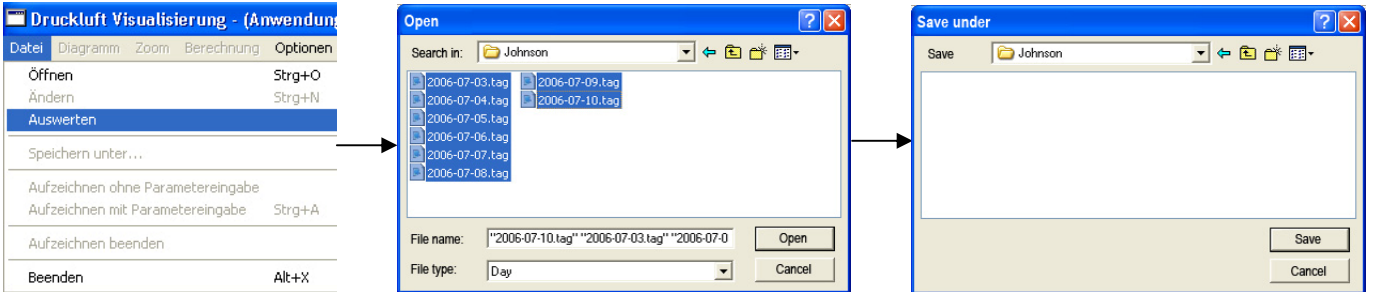 Druckluft Visualisierung - (Anwendung
Datei Diagramm Zoom Berechnung Optionen
Öffnen Strg+O
Ändern Strg+N
Auswerten
Speichern unter...
Aufzeichnen ohne Parametereingabe
Aufzeichnen mit Parametereingabe Strg+A
Aufzeichnen beenden
Beenden Alt+X
Open
Search in: Johnson
2006-07-03.tag 2006-07-09.tag
2006-07-04.tag 2006-07-10.tag
2006-07-05.tag
2006-07-06.tag
2006-07-07.tag
2006-07-08.tag
File name: "2006-07-10.tag" "2006-07-03.tag" "2006-07-0 Open
File type: Day Cancel
Save under
Save Johnson
Save
Cancel